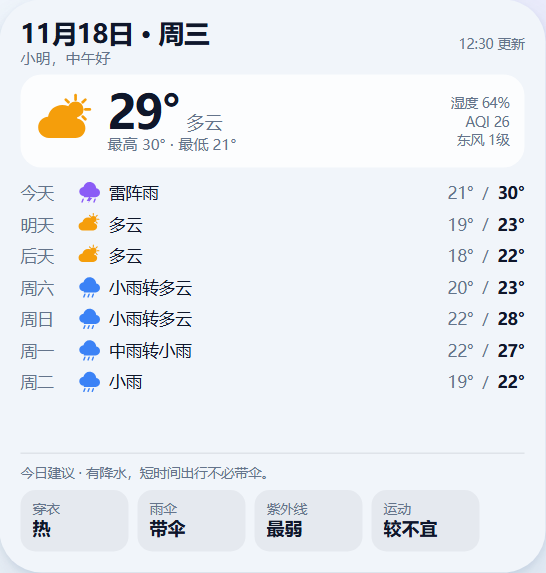 11月18日 • 周三
小明，中午好
12:30 更新
29° 多云
最高 30° · 最低 21°
湿度 64%
AQI 26
东风 1级
今天 雷阵雨 21° / 30°
明天 多云 19° / 23°
后天 多云 18° / 22°
周六 小雨转多云 20° / 23°
周日 小雨转多云 22° / 28°
周一 中雨转小雨 22° / 27°
周二 小雨 19° / 22°
今日建议 · 有降水，短时间出行不必带伞。
穿衣
热
雨伞
带伞
紫外线
最弱
运动
较不宜